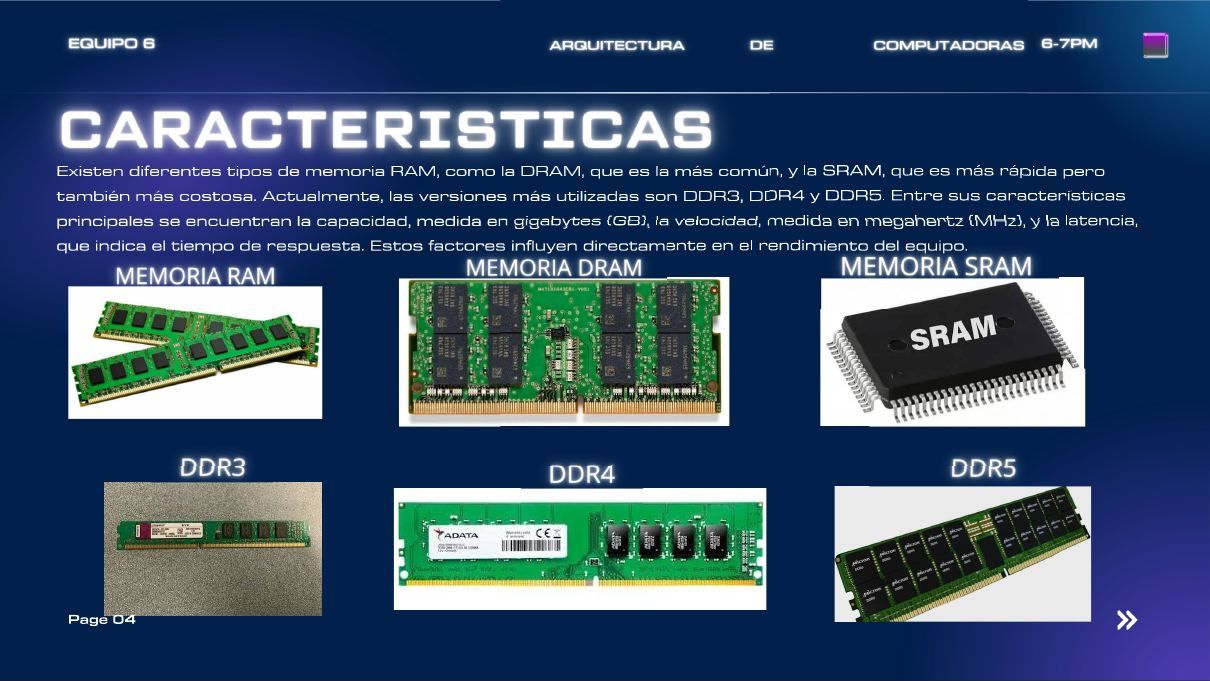 EQUIPO 6
ARQUITECTURA DE COMPUTADORAS 6-7PM
CARACTERISTICAS
Existen diferentes tipos de memoria RAM, como la DRAM, que es la más común, y la SRAM, que es más rápida pero
también más costosa. Actualmente, las versiones más utilizadas son DDR3, DDR4 y DDR5. Entre sus características
principales se encuentran la capacidad, medida en gigabytes (GB), la velocidad, medida en megahertz (MHz), y la latencia,
que indica el tiempo de respuesta. Estos factores influyen directamente en el rendimiento del equipo.
MEMORIA RAM
MEMORIA DRAM
MEMORIA SRAM
SRAM
DDR3
DDR4
DDR5
ADATA
CE
Micron
Page 04